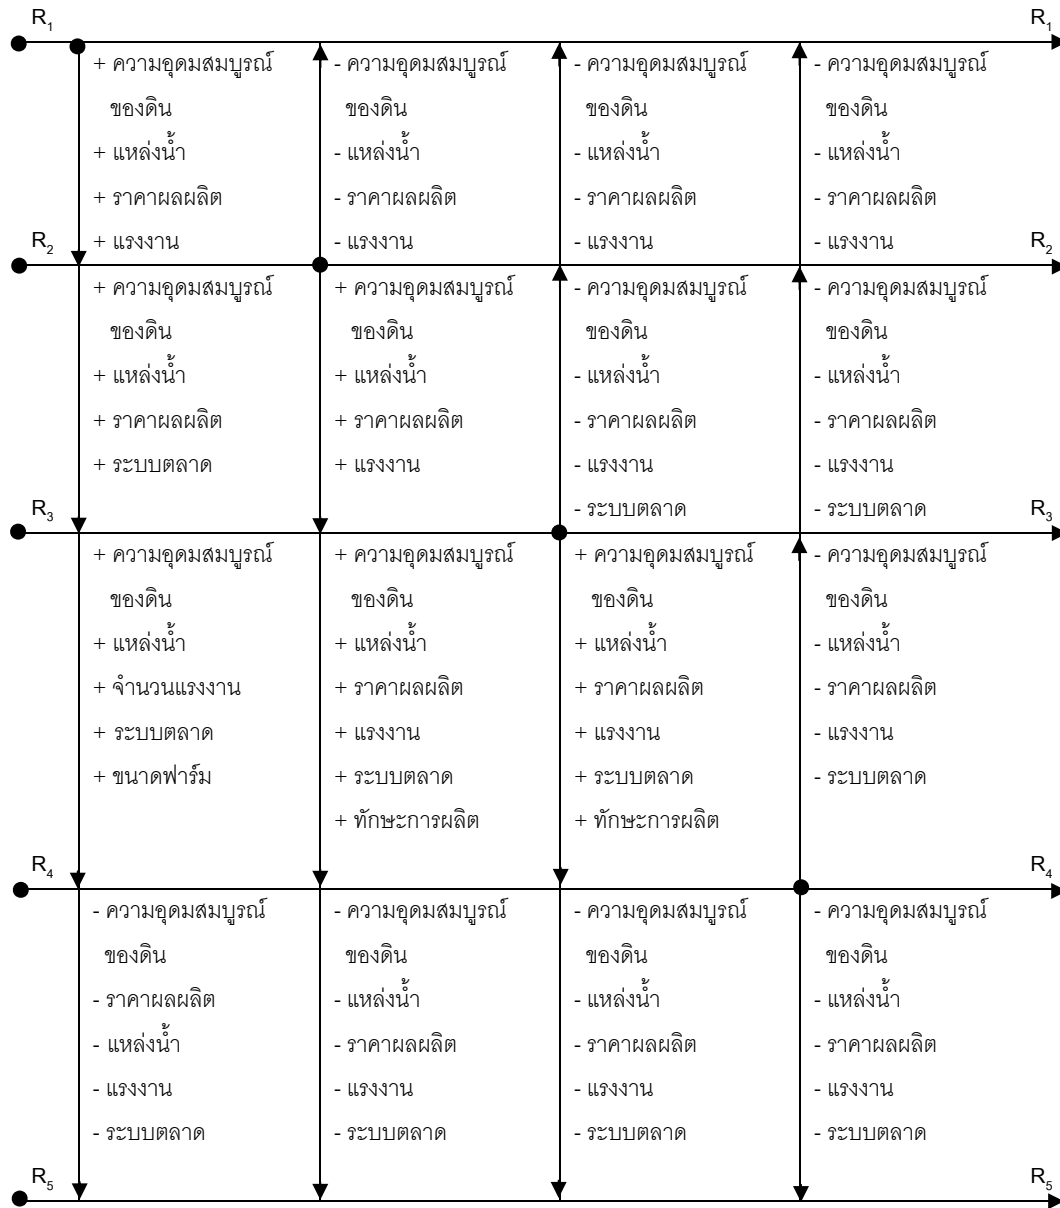 R1 R1
+ ความอุดมสมบูรณ์ - ความอุดมสมบูรณ์ - ความอุดมสมบูรณ์ - ความอุดมสมบูรณ์
ของดิน ของดิน ของดิน ของดิน
+ แหล่งน้ำ - แหล่งน้ำ - แหล่งน้ำ - แหล่งน้ำ
+ ราคาผลผลิต - ราคาผลผลิต - ราคาผลผลิต - ราคาผลผลิต
+ แรงงาน - แรงงาน - แรงงาน - แรงงาน
R2 R2
+ ความอุดมสมบูรณ์ + ความอุดมสมบูรณ์ - ความอุดมสมบูรณ์ - ความอุดมสมบูรณ์
ของดิน ของดิน ของดิน ของดิน
+ แหล่งน้ำ + แหล่งน้ำ - แหล่งน้ำ - แหล่งน้ำ
+ ราคาผลผลิต + ราคาผลผลิต - ราคาผลผลิต - ราคาผลผลิต
+ ระบบตลาด + แรงงาน - แรงงาน - แรงงาน
- ระบบตลาด - ระบบตลาด
R3 R3
+ ความอุดมสมบูรณ์ + ความอุดมสมบูรณ์ + ความอุดมสมบูรณ์ - ความอุดมสมบูรณ์
ของดิน ของดิน ของดิน ของดิน
+ แหล่งน้ำ + แหล่งน้ำ + แหล่งน้ำ - แหล่งน้ำ
+ จำนวนแรงงาน + ราคาผลผลิต + ราคาผลผลิต - ราคาผลผลิต
+ ระบบตลาด + แรงงาน + แรงงาน - แรงงาน
+ ขนาดฟาร์ม + ระบบตลาด + ระบบตลาด - ระบบตลาด
+ ทักษะการผลิต + ทักษะการผลิต
R4 R4
- ความอุดมสมบูรณ์ - ความอุดมสมบูรณ์ - ความอุดมสมบูรณ์ - ความอุดมสมบูรณ์
ของดิน ของดิน ของดิน ของดิน
- ราคาผลผลิต - แหล่งน้ำ - แหล่งน้ำ - แหล่งน้ำ
- แหล่งน้ำ - ราคาผลผลิต - ราคาผลผลิต - ราคาผลผลิต
- แรงงาน - แรงงาน - แรงงาน - แรงงาน
- ระบบตลาด - ระบบตลาด - ระบบตลาด - ระบบตลาด
R5 R5